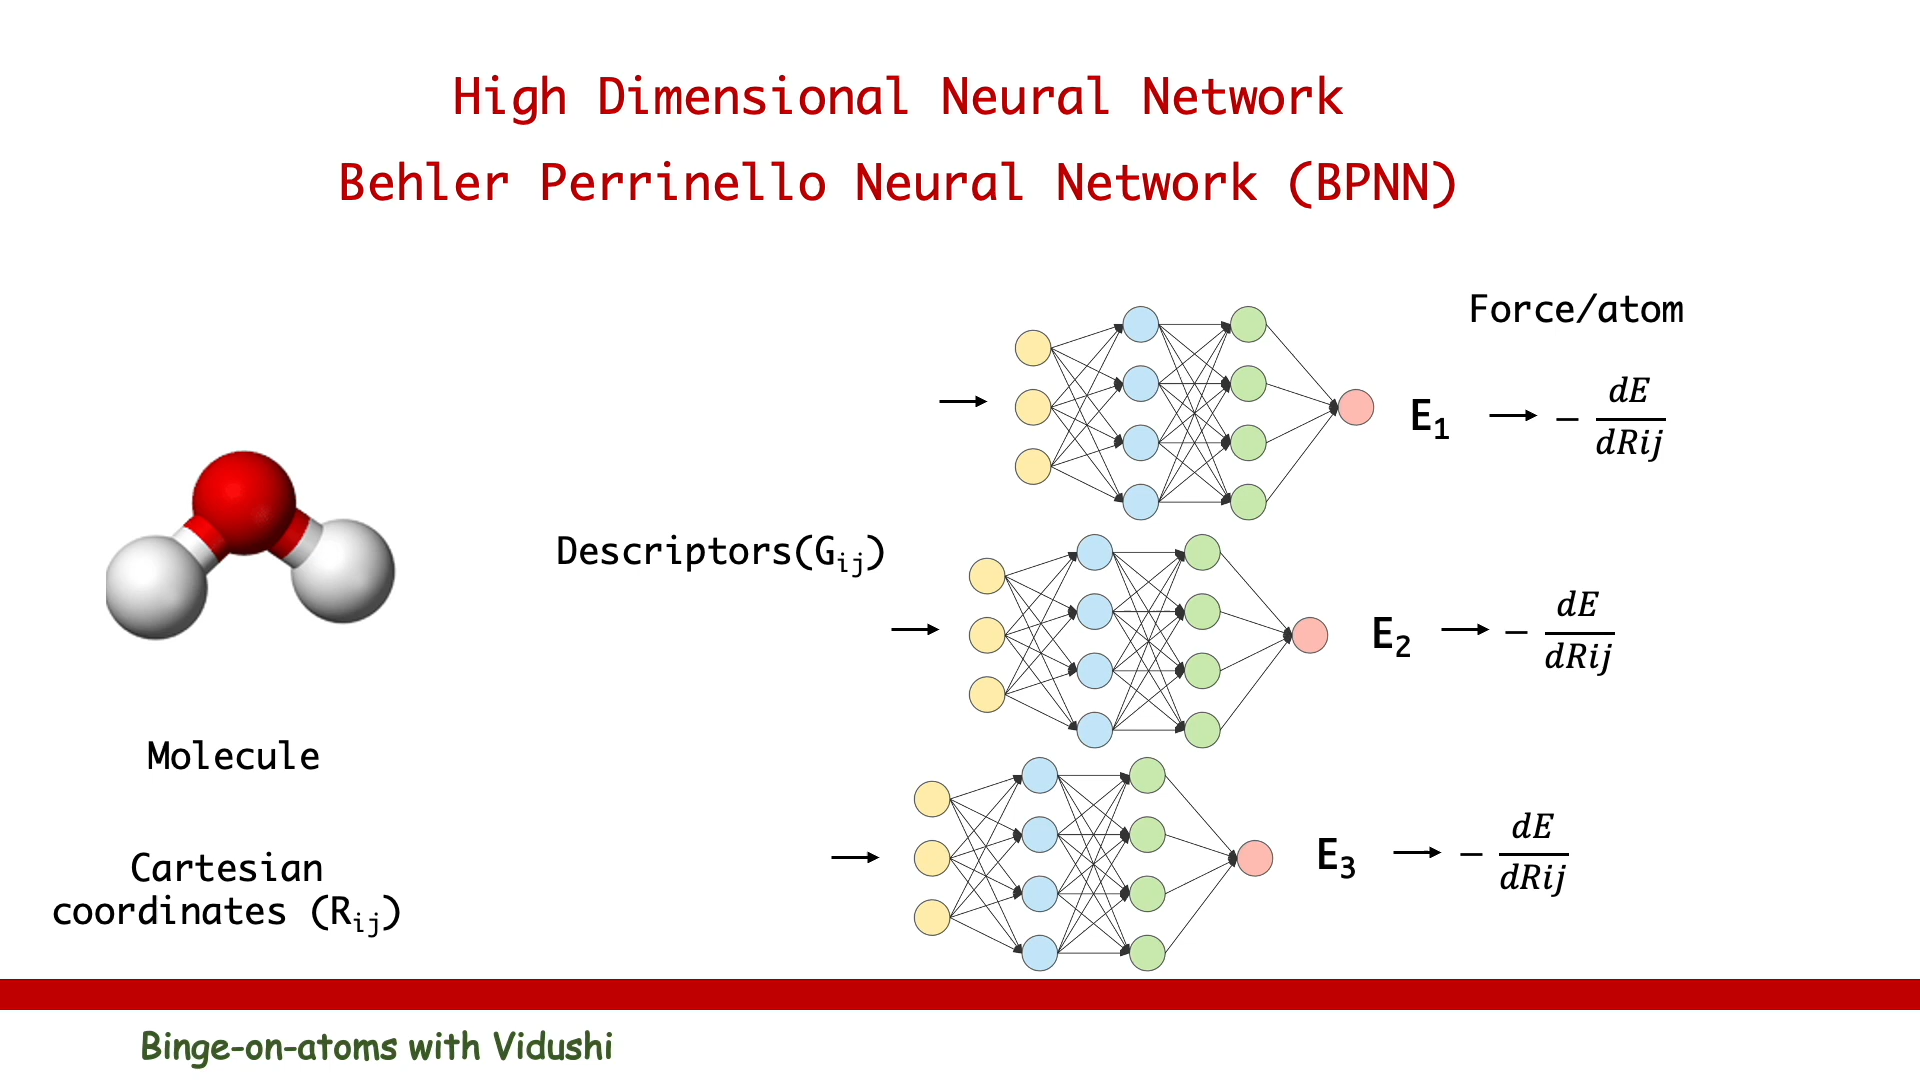 High Dimensional Neural Network
Behler Perrinello Neural Network (BPNN)
Force/atom
E₁
− dE/dRij
Descriptors(Gᵢⱼ)
E₂
− dE/dRij
Molecule
E₃
− dE/dRij
Cartesian
coordinates (Rᵢⱼ)
Binge-on-atoms with Vidushi